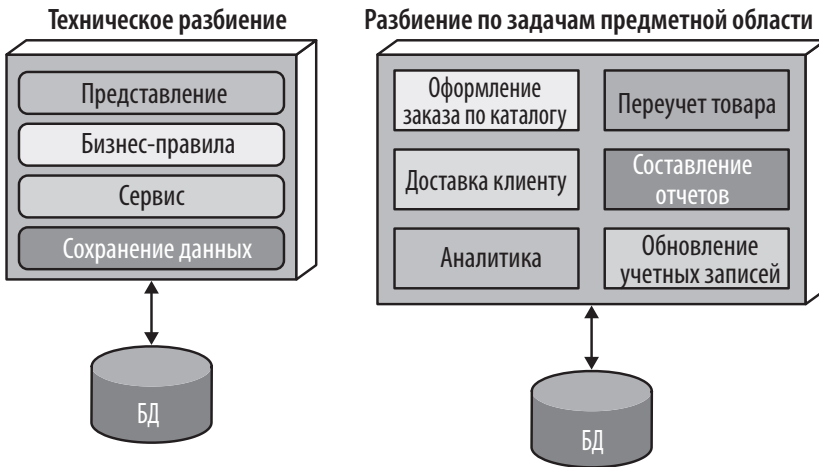 Техническое разбиение
Представление
Бизнес-правила
Сервис
Сохранение данных
БД
Разбиение по задачам предметной области
Оформление
заказа по каталогу
Переучет товара
Доставка клиенту
Составление
отчетов
Аналитика
Обновление
учетных записей
БД